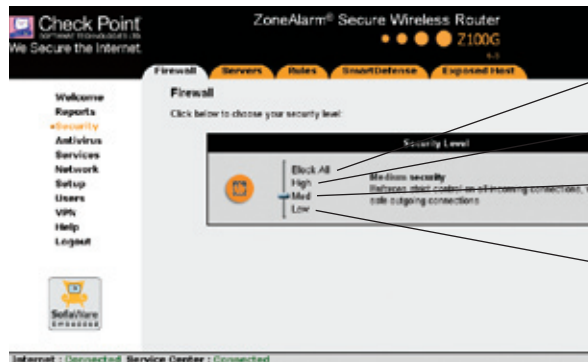 Check Point
SOFTWARE TECHNOLOGIES LTD.
We Secure the Internet.
ZoneAlarm® Secure Wireless Router
Z100G
Firewall Servers Rules SmartDefense Exposed Host
Welcome
Reports
Security
Antivirus
Services
Network
Setup
Users
VPN
Help
Logout
Firewall
Click below to choose your security level:
Security Level
Block All
High
Med
Low
Medium security
Enforces strict control on all incoming connections,
safe outgoing connections
SofaWare
EMBEDDED
Internet : Connected Service Center : Connected